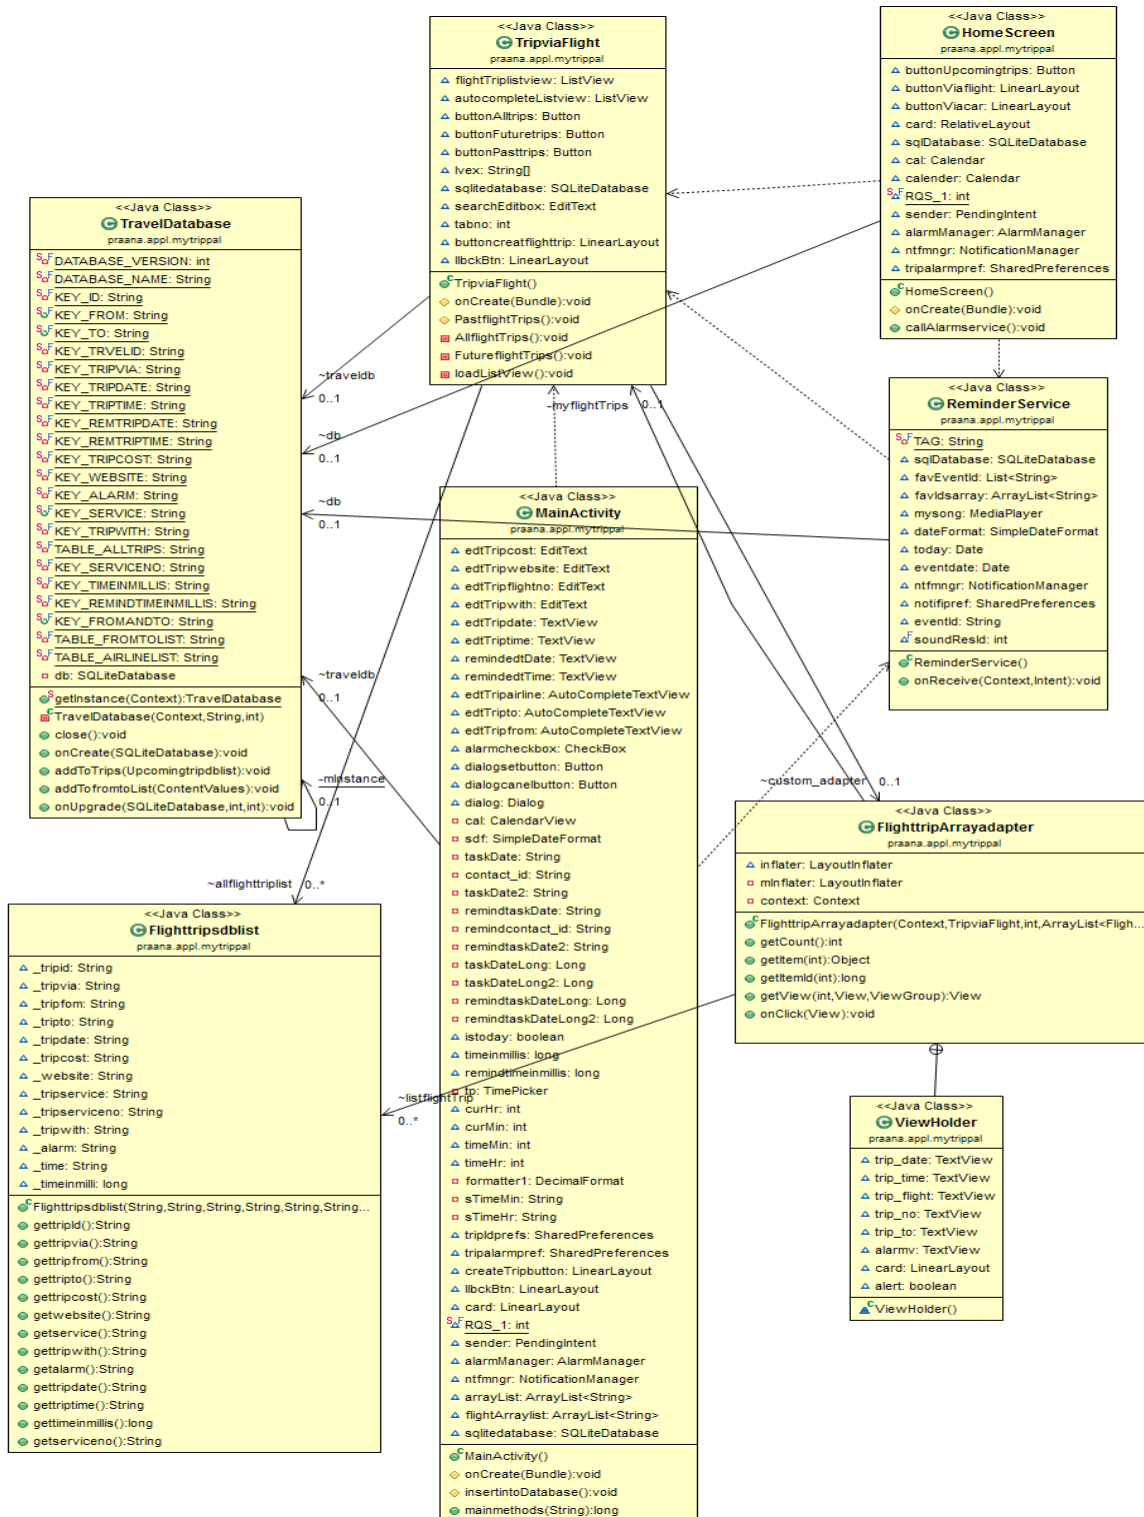 <<Java Class>>
TripviaFlight
praana.appl.mytrippal
flightTriplistview: ListView
autocompleteListview: ListView
buttonAlltrips: Button
buttonFuturetrips: Button
buttonPasttrips: Button
lvex: String[]
sqlitedatabase: SQLiteDatabase
searchEditbox: EditText
tabno: int
buttoncreatflighttrip: LinearLayout
llbckBtn: LinearLayout
TripviaFlight()
onCreate(Bundle):void
PastflightTrips():void
AllflightTrips():void
FutureflightTrips():void
loadListView():void
<<Java Class>>
HomeScreen
praana.appl.mytrippal
buttonUpcomingtrips: Button
buttonViaflight: LinearLayout
buttonViacar: LinearLayout
card: RelativeLayout
sqlDatabase: SQLiteDatabase
cal: Calendar
calender: Calendar
RQS_1: int
sender: PendingIntent
alarmManager: AlarmManager
ntfmngr: NotificationManager
tripalarmpref: SharedPreferences
HomeScreen()
onCreate(Bundle):void
callAlarmservice():void
<<Java Class>>
TravelDatabase
praana.appl.mytrippal
DATABASE_VERSION: int
DATABASE_NAME: String
KEY_ID: String
KEY_FROM: String
KEY_TO: String
KEY_TRVELID: String
KEY_TRIPVIA: String
KEY_TRIPDATE: String
KEY_TRIPTIME: String
KEY_REMTRIPDATE: String
KEY_REMTRIPTIME: String
KEY_TRIPCOST: String
KEY_WEBSITE: String
KEY_ALARM: String
KEY_SERVICE: String
KEY_TRIPWITH: String
TABLE_ALLTRIPS: String
KEY_SERVICENO: String
KEY_TIMEINMILLIS: String
KEY_REMINDTIMEINMILLIS: String
KEY_FROMANDTO: String
TABLE_FROMTOLIST: String
TABLE_AIRLINELIST: String
db: SQLiteDatabase
getInstance(Context):TravelDatabase
TravelDatabase(Context,String,int)
close():void
onCreate(SQLiteDatabase):void
addToTrips(Upcomingtripdblist):void
addTofromtoList(ContentValues):void
onUpgrade(SQLiteDatabase,int,int):void
~traveldb
0..1
~db
0..1
~db
0..1
~traveldb
0..1
-mInstance
0..1
-myflightTrips
0..1
~custom_adapter
0..1
~allflighttriplist
0..*
~listflightTrip
0..*
<<Java Class>>
ReminderService
praana.appl.mytrippal
TAG: String
sqlDatabase: SQLiteDatabase
favEventId: List<String>
favIdsarray: ArrayList<String>
mysong: MediaPlayer
dateFormat: SimpleDateFormat
today: Date
eventdate: Date
ntfmngr: NotificationManager
notifipref: SharedPreferences
eventId: String
soundResId: int
ReminderService()
onReceive(Context,Intent):void
<<Java Class>>
MainActivity
praana.appl.mytrippal
edtTripcost: EditText
edtTripwebsite: EditText
edtTripflightno: EditText
edtTripwith: EditText
edtTripdate: TextView
edtTriptime: TextView
remindedtDate: TextView
remindedtTime: TextView
edtTripairline: AutoCompleteTextView
edtTripto: AutoCompleteTextView
edtTripfrom: AutoCompleteTextView
alarmcheckbox: CheckBox
dialogsetbutton: Button
dialogcanelbutton: Button
dialog: Dialog
cal: CalendarView
sdf: SimpleDateFormat
taskDate: String
contact_id: String
taskDate2: String
remindtaskDate: String
remindcontact_id: String
remindtaskDate2: String
taskDateLong: Long
taskDateLong2: Long
remindtaskDateLong: Long
remindtaskDateLong2: Long
istoday: boolean
timeinmillis: long
remindtimeinmillis: long
tp: TimePicker
curHr: int
curMin: int
timeMin: int
timeHr: int
formatter1: DecimalFormat
sTimeMin: String
sTimeHr: String
tripIdprefs: SharedPreferences
tripalarmpref: SharedPreferences
createTripbutton: LinearLayout
llbckBtn: LinearLayout
card: LinearLayout
RQS_1: int
sender: PendingIntent
alarmManager: AlarmManager
ntfmngr: NotificationManager
arrayList: ArrayList<String>
flightArraylist: ArrayList<String>
sqlitedatabase: SQLiteDatabase
MainActivity()
onCreate(Bundle):void
insertintoDatabase():void
mainmethods(String):long
<<Java Class>>
FlighttripArrayadapter
praana.appl.mytrippal
inflater: LayoutInflater
mInflater: LayoutInflater
context: Context
FlighttripArrayadapter(Context,TripviaFlight,int,ArrayList<Fligh...
getCount():int
getItem(int):Object
getItemId(int):long
getView(int,View,ViewGroup):View
onClick(View):void
<<Java Class>>
Flighttripsdblist
praana.appl.mytrippal
_tripid: String
_tripvia: String
_tripfom: String
_tripto: String
_tripdate: String
_tripcost: String
_website: String
_tripservice: String
_tripserviceno: String
_tripwith: String
_alarm: String
_time: String
_timeinmilli: long
Flighttripsdblist(String,String,String,String,String,String...
gettripId():String
gettripvia():String
gettripfrom():String
gettripto():String
gettripcost():String
getwebsite():String
getservice():String
gettripwith():String
getalarm():String
gettripdate():String
gettriptime():String
gettimeinmillis():long
getserviceno():String
<<Java Class>>
ViewHolder
praana.appl.mytrippal
trip_date: TextView
trip_time: TextView
trip_flight: TextView
trip_no: TextView
trip_to: TextView
alarmv: TextView
card: LinearLayout
alert: boolean
ViewHolder()